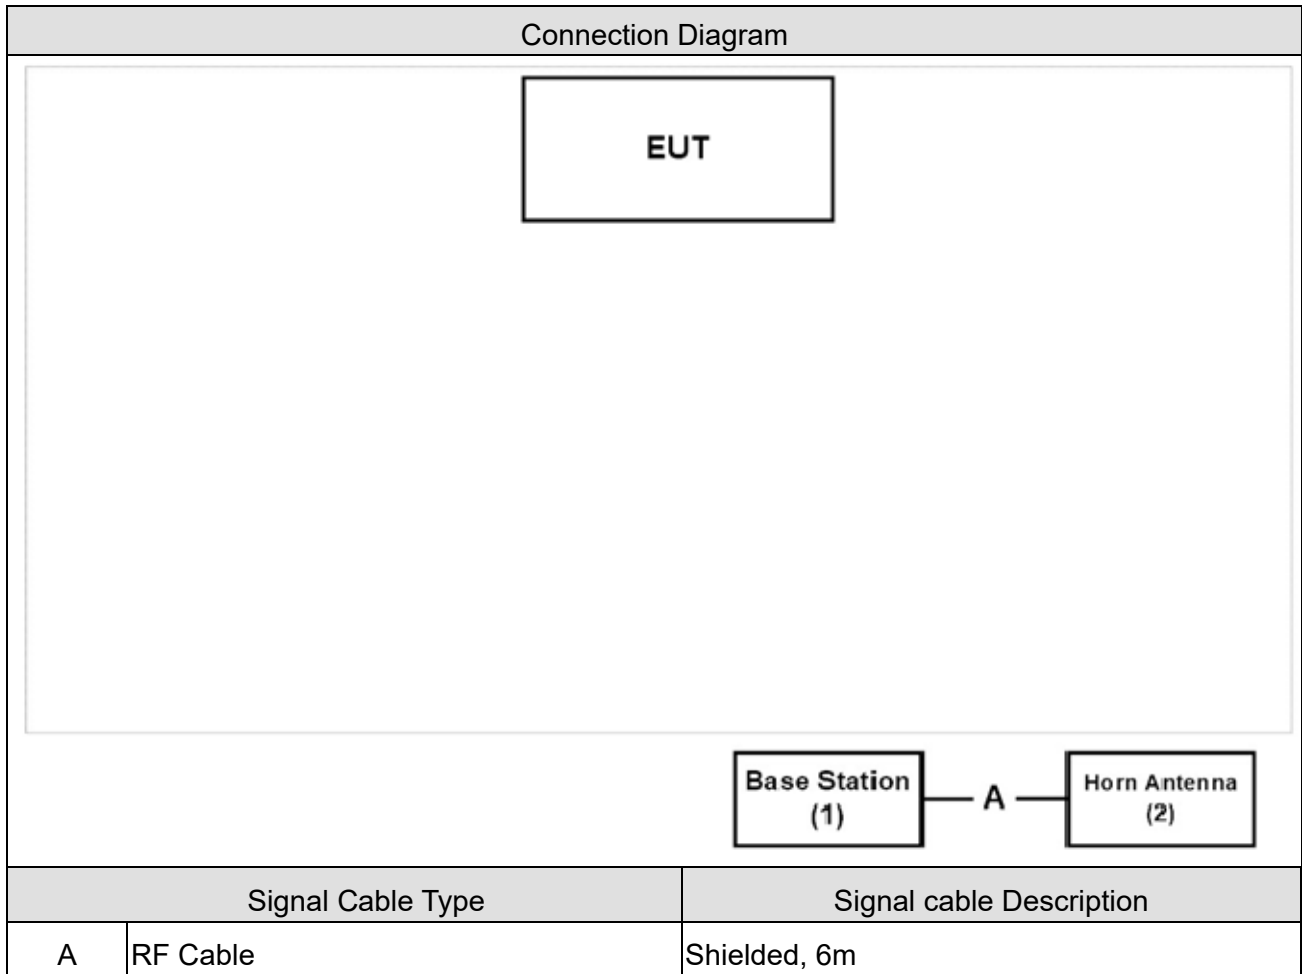 Connection Diagram
EUT
Base Station
(1)
A
Horn Antenna
(2)
Signal Cable Type
Signal cable Description
A
RF Cable
Shielded, 6m